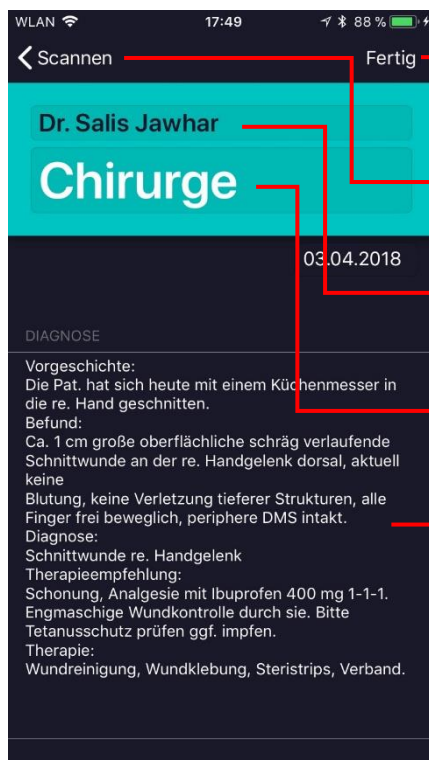 WLAN 17:49 88 %
Scannen Fertig
Dr. Salis Jawhar
Chirurge
03.04.2018
DIAGNOSE
Vorgeschichte:
Die Pat. hat sich heute mit einem Küchenmesser in
die re. Hand geschnitten.
Befund:
Ca. 1 cm große oberflächliche schräg verlaufende
Schnittwunde an der re. Handgelenk dorsal, aktuell
keine
Blutung, keine Verletzung tieferer Strukturen, alle
Finger frei beweglich, periphere DMS intakt.
Diagnose:
Schnittwunde re. Handgelenk
Therapieempfehlung:
Schonung, Analgesie mit Ibuprofen 400 mg 1-1-1.
Engmaschige Wundkontrolle durch sie. Bitte
Tetanusschutz prüfen ggf. impfen.
Therapie:
Wundreinigung, Wundklebung, Steristrips, Verband.